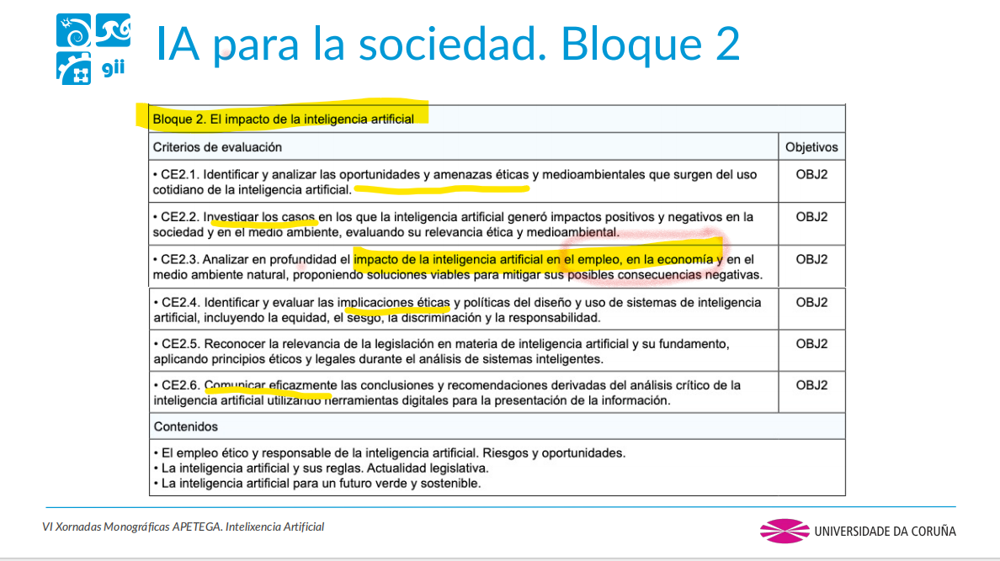 gii
IA para la sociedad. Bloque 2
Bloque 2. El impacto de la inteligencia artificial
Criterios de evaluación
Objetivos
• CE2.1. Identificar y analizar las oportunidades y amenazas éticas y medioambientales que surgen del uso
cotidiano de la inteligencia artificial.
OBJ2
• CE2.2. Investigar los casos en los que la inteligencia artificial generó impactos positivos y negativos en la
sociedad y en el medio ambiente, evaluando su relevancia ética y medioambiental.
OBJ2
• CE2.3. Analizar en profundidad el impacto de la inteligencia artificial en el empleo, en la economía y en el
medio ambiente natural, proponiendo soluciones viables para mitigar sus posibles consecuencias negativas.
OBJ2
• CE2.4. Identificar y evaluar las implicaciones éticas y políticas del diseño y uso de sistemas de inteligencia
artificial, incluyendo la equidad, el sesgo, la discriminación y la responsabilidad.
OBJ2
• CE2.5. Reconocer la relevancia de la legislación en materia de inteligencia artificial y su fundamento,
aplicando principios éticos y legales durante el análisis de sistemas inteligentes.
OBJ2
• CE2.6. Comunicar eficazmente las conclusiones y recomendaciones derivadas del análisis crítico de la
inteligencia artificial utilizando herramientas digitales para la presentación de la información.
OBJ2
Contenidos
• El empleo ético y responsable de la inteligencia artificial. Riesgos y oportunidades.
• La inteligencia artificial y sus reglas. Actualidad legislativa.
• La inteligencia artificial para un futuro verde y sostenible.
VI Xornadas Monográficas APETEGA. Intelixencia Artificial
UNIVERSIDADE DA CORUÑA